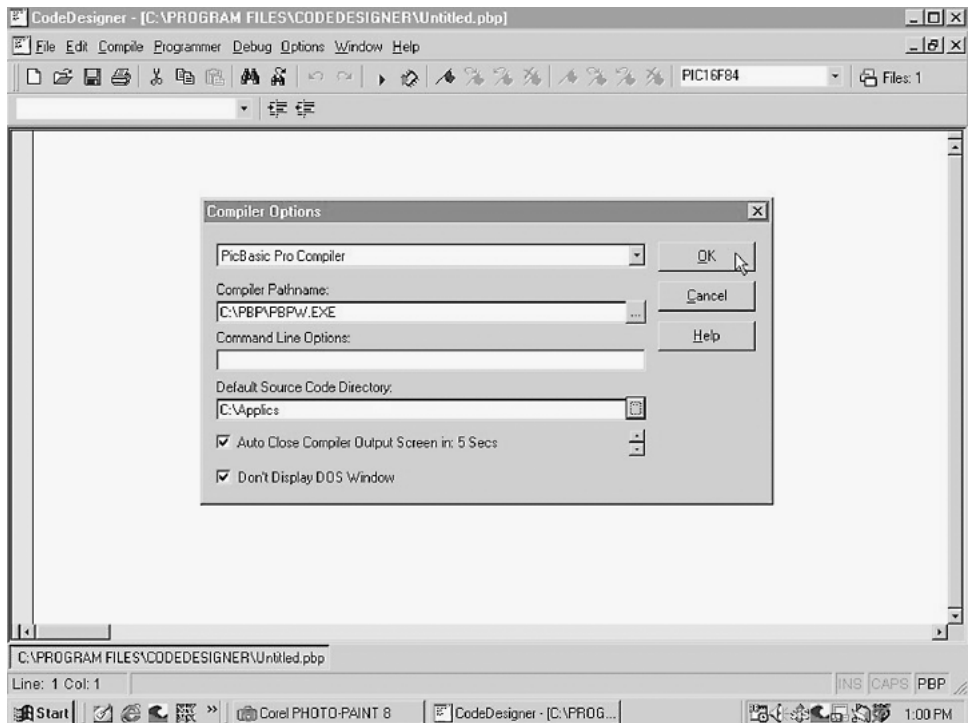 CodeDesigner - [C:\PROGRAM FILES\CODEDESIGNER\Untitled.pbp]
File Edit Compile Programmer Debug Options Window Help
PIC16F84 Files: 1
Compiler Options
PicBasic Pro Compiler
OK
Compiler Pathname:
C:\PBP\PBPW.EXE
...
Cancel
Command Line Options:
Help
Default Source Code Directory:
C:\Applics
Auto Close Compiler Output Screen in: 5 Secs
Don't Display DOS Window
C:\PROGRAM FILES\CODEDESIGNER\Untitled.pbp
Line: 1 Col: 1 INS CAPS PBP
Start » Corel PHOTO-PAINT 8 CodeDesigner - [C:\PROG... 1:00 PM